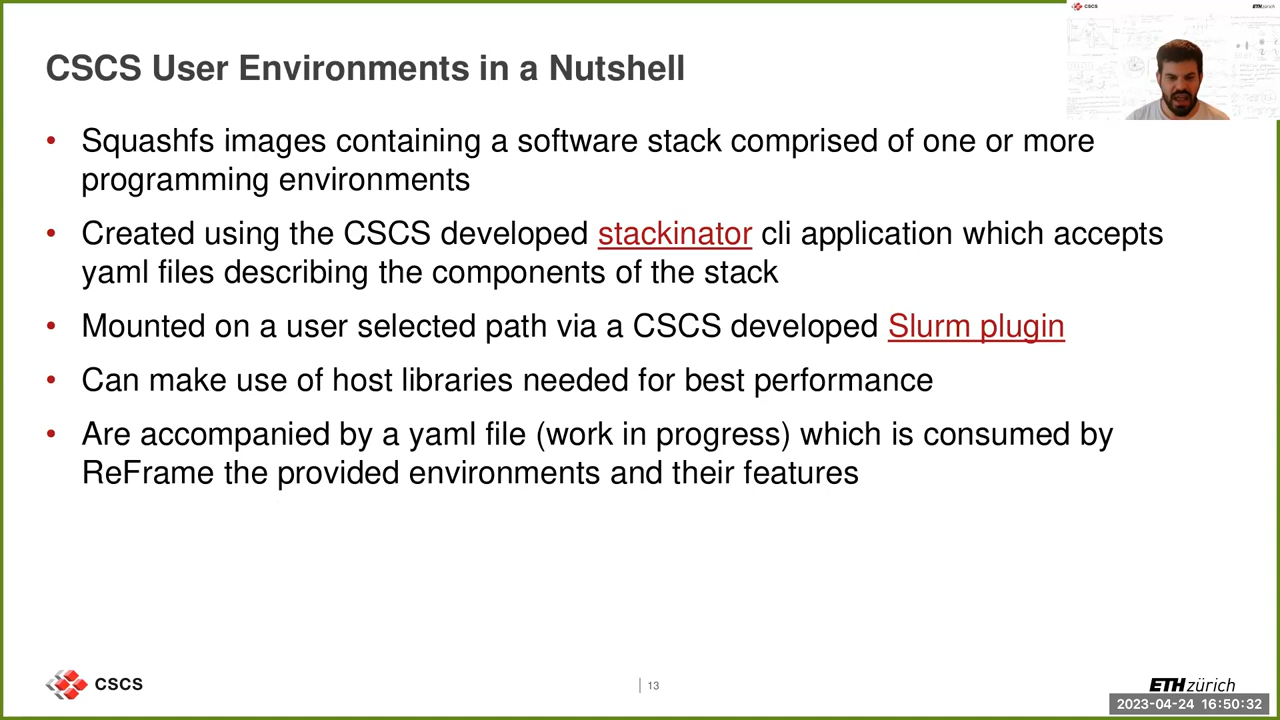 CSCS
ETHzürich
CSCS User Environments in a Nutshell
• Squashfs images containing a software stack comprised of one or more
programming environments
• Created using the CSCS developed stackinator cli application which accepts
yaml files describing the components of the stack
• Mounted on a user selected path via a CSCS developed Slurm plugin
• Can make use of host libraries needed for best performance
• Are accompanied by a yaml file (work in progress) which is consumed by
ReFrame the provided environments and their features
CSCS
13
ETHzürich
2023-04-24 16:50:32